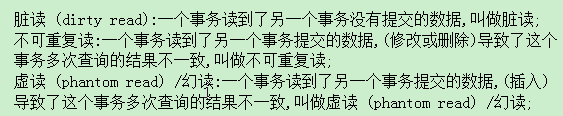 脏读 (dirty read):一个事务读到了另一个事务没有提交的数据,叫做脏读;
不可重复读:一个事务读到了另一个事务提交的数据,(修改或删除)导致了这个
事务多次查询的结果不一致,叫做不可重复读;
虚读 (phantom read) /幻读:一个事务读到了另一个事务提交的数据,(插入)
导致了这个事务多次查询的结果不一致,叫做虚读 (phantom read) /幻读;